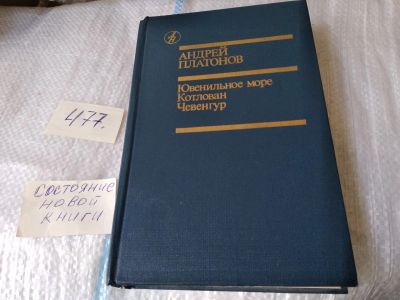 АНДРЕЙ
ПЛАТОНОВ
Ювенильное море
Котлован
Чевенгур
477.
СОСТОЯНИЕ
НОВОЙ
КНИГИ